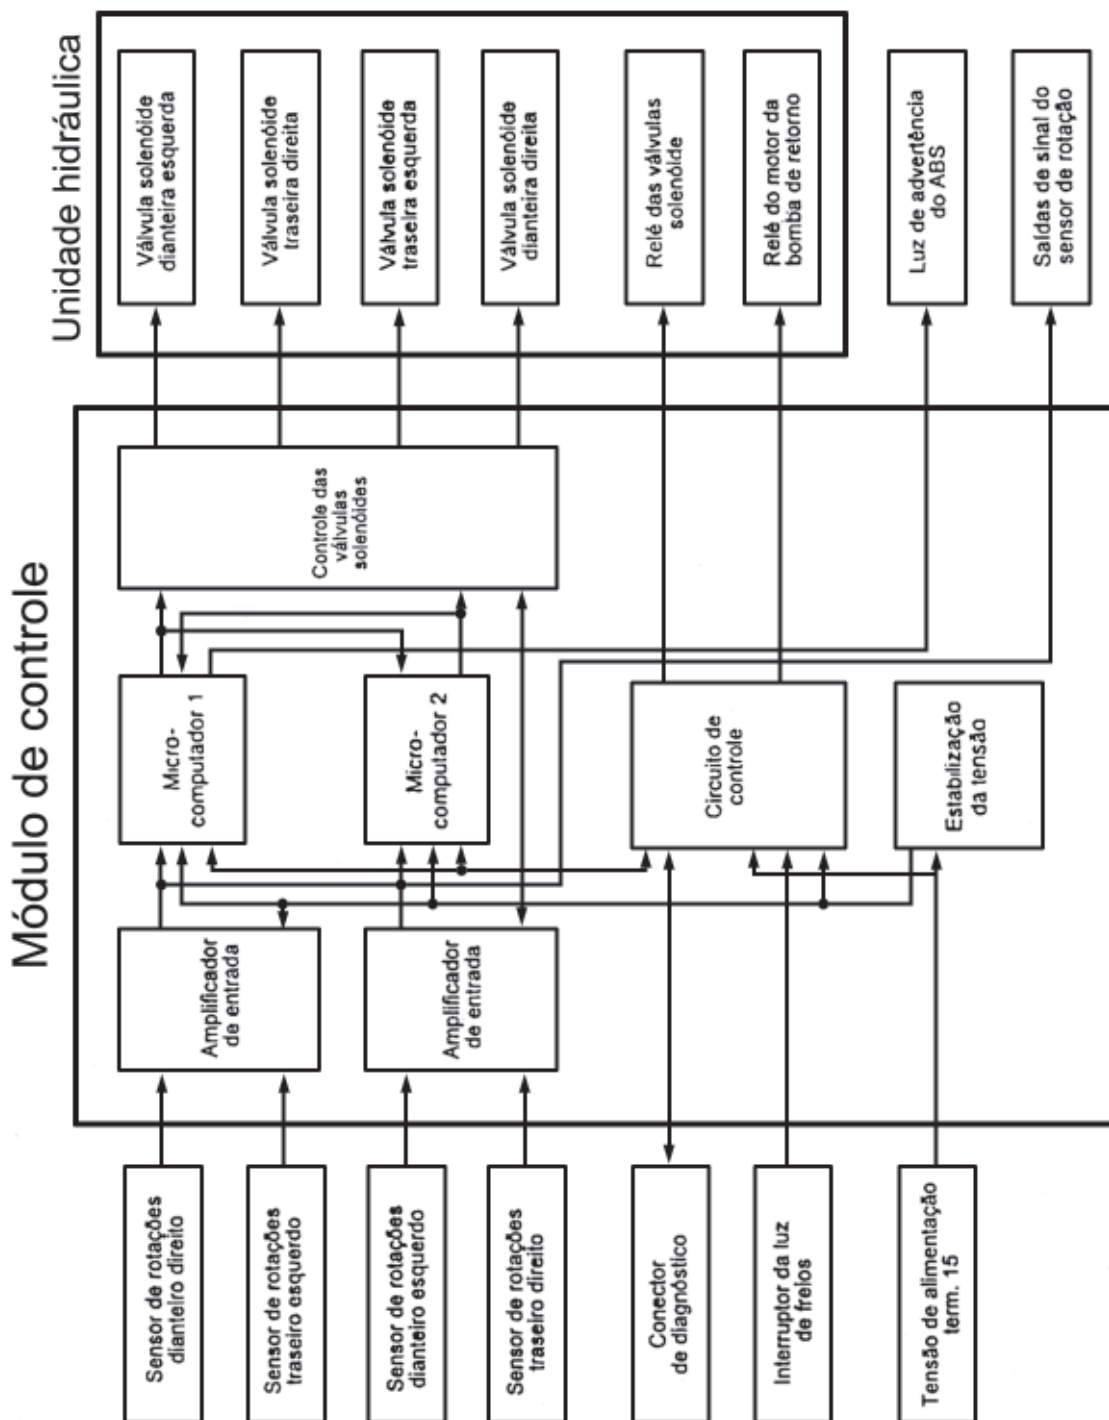 Módulo de controle
Unidade hidráulica
Sensor de rotações
dianteiro direito
Sensor de rotações
traseiro esquerdo
Sensor de rotações
dianteiro esquerdo
Sensor de rotações
traseiro direito
Conector
de diagnóstico
Interruptor da luz
de freios
Tensão de alimentação
term. 15
Amplificador
de entrada
Amplificador
de entrada
Micro-
computador 1
Micro-
computador 2
Circuito de
controle
Estabilização
da tensão
Controle das
válvulas
solenóides
Válvula solenóide
dianteira esquerda
Válvula solenóide
traseira direita
Válvula solenóide
traseira esquerda
Válvula solenóide
dianteira direita
Relé das válvulas
solenóide
Relé do motor da
bomba de retorno
Luz de advertência
do ABS
Saídas de sinal do
sensor de rotação